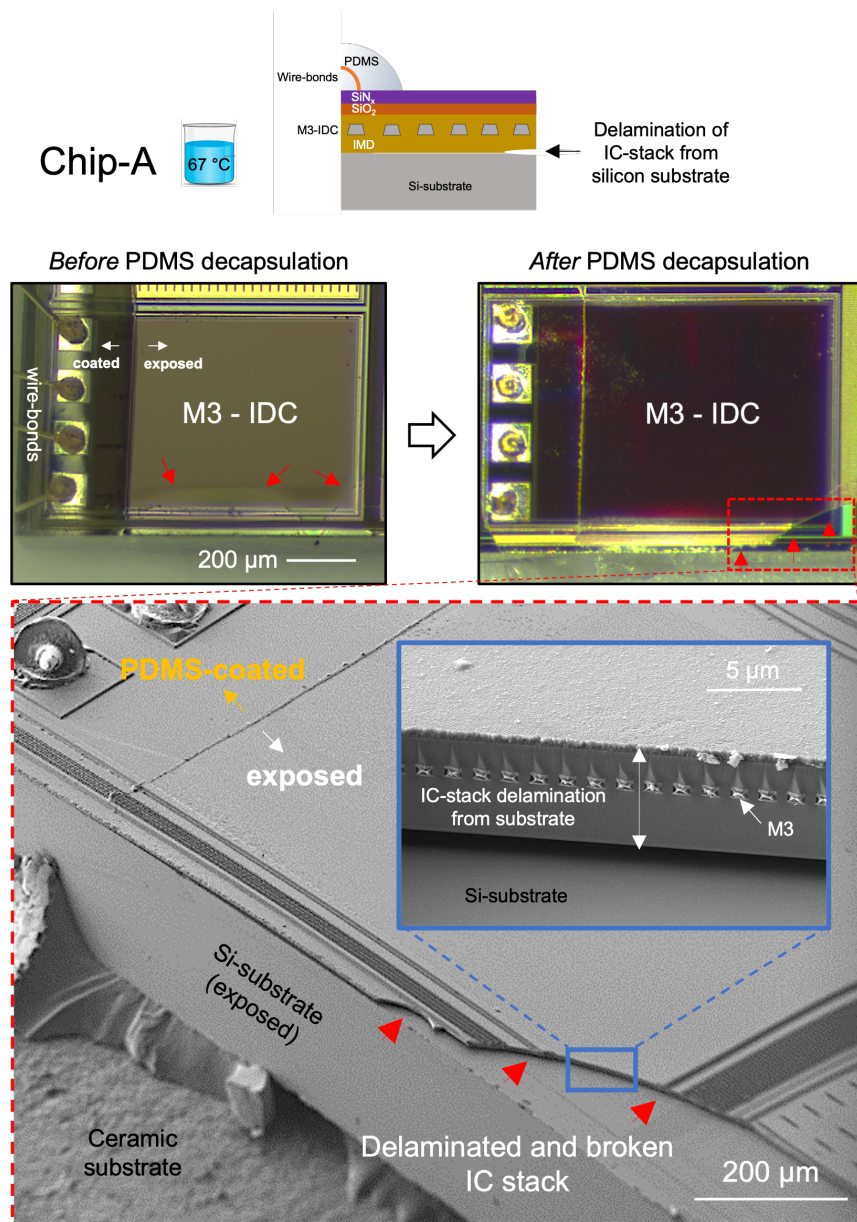 PDMS
Wire-bonds
SiNx
SiO2
M3-IDC
IMD
Si-substrate
Delamination of
IC-stack from
silicon substrate
Chip-A
67 °C
Before PDMS decapsulation
After PDMS decapsulation
wire-bonds
coated
exposed
M3 - IDC
200 µm
M3 - IDC
PDMS-coated
exposed
5 µm
IC-stack delamination
from substrate
M3
Si-substrate
Si-substrate
(exposed)
Ceramic
substrate
Delaminated and broken
IC stack
200 µm